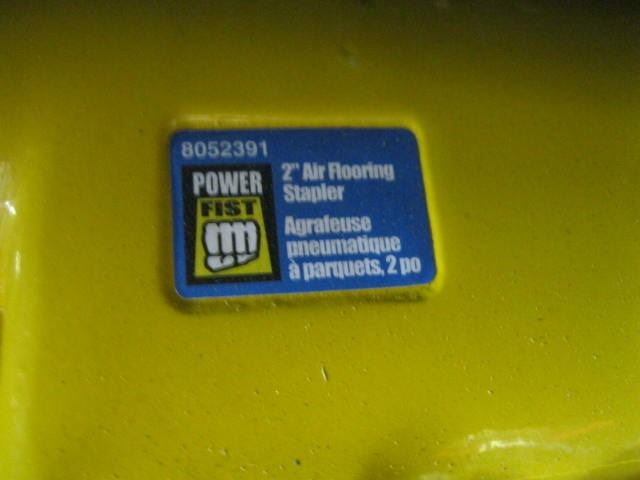 8052391
POWER
FIST
2" Air Flooring
Stapler
Agrafeuse
pneumatique
à parquets, 2 po